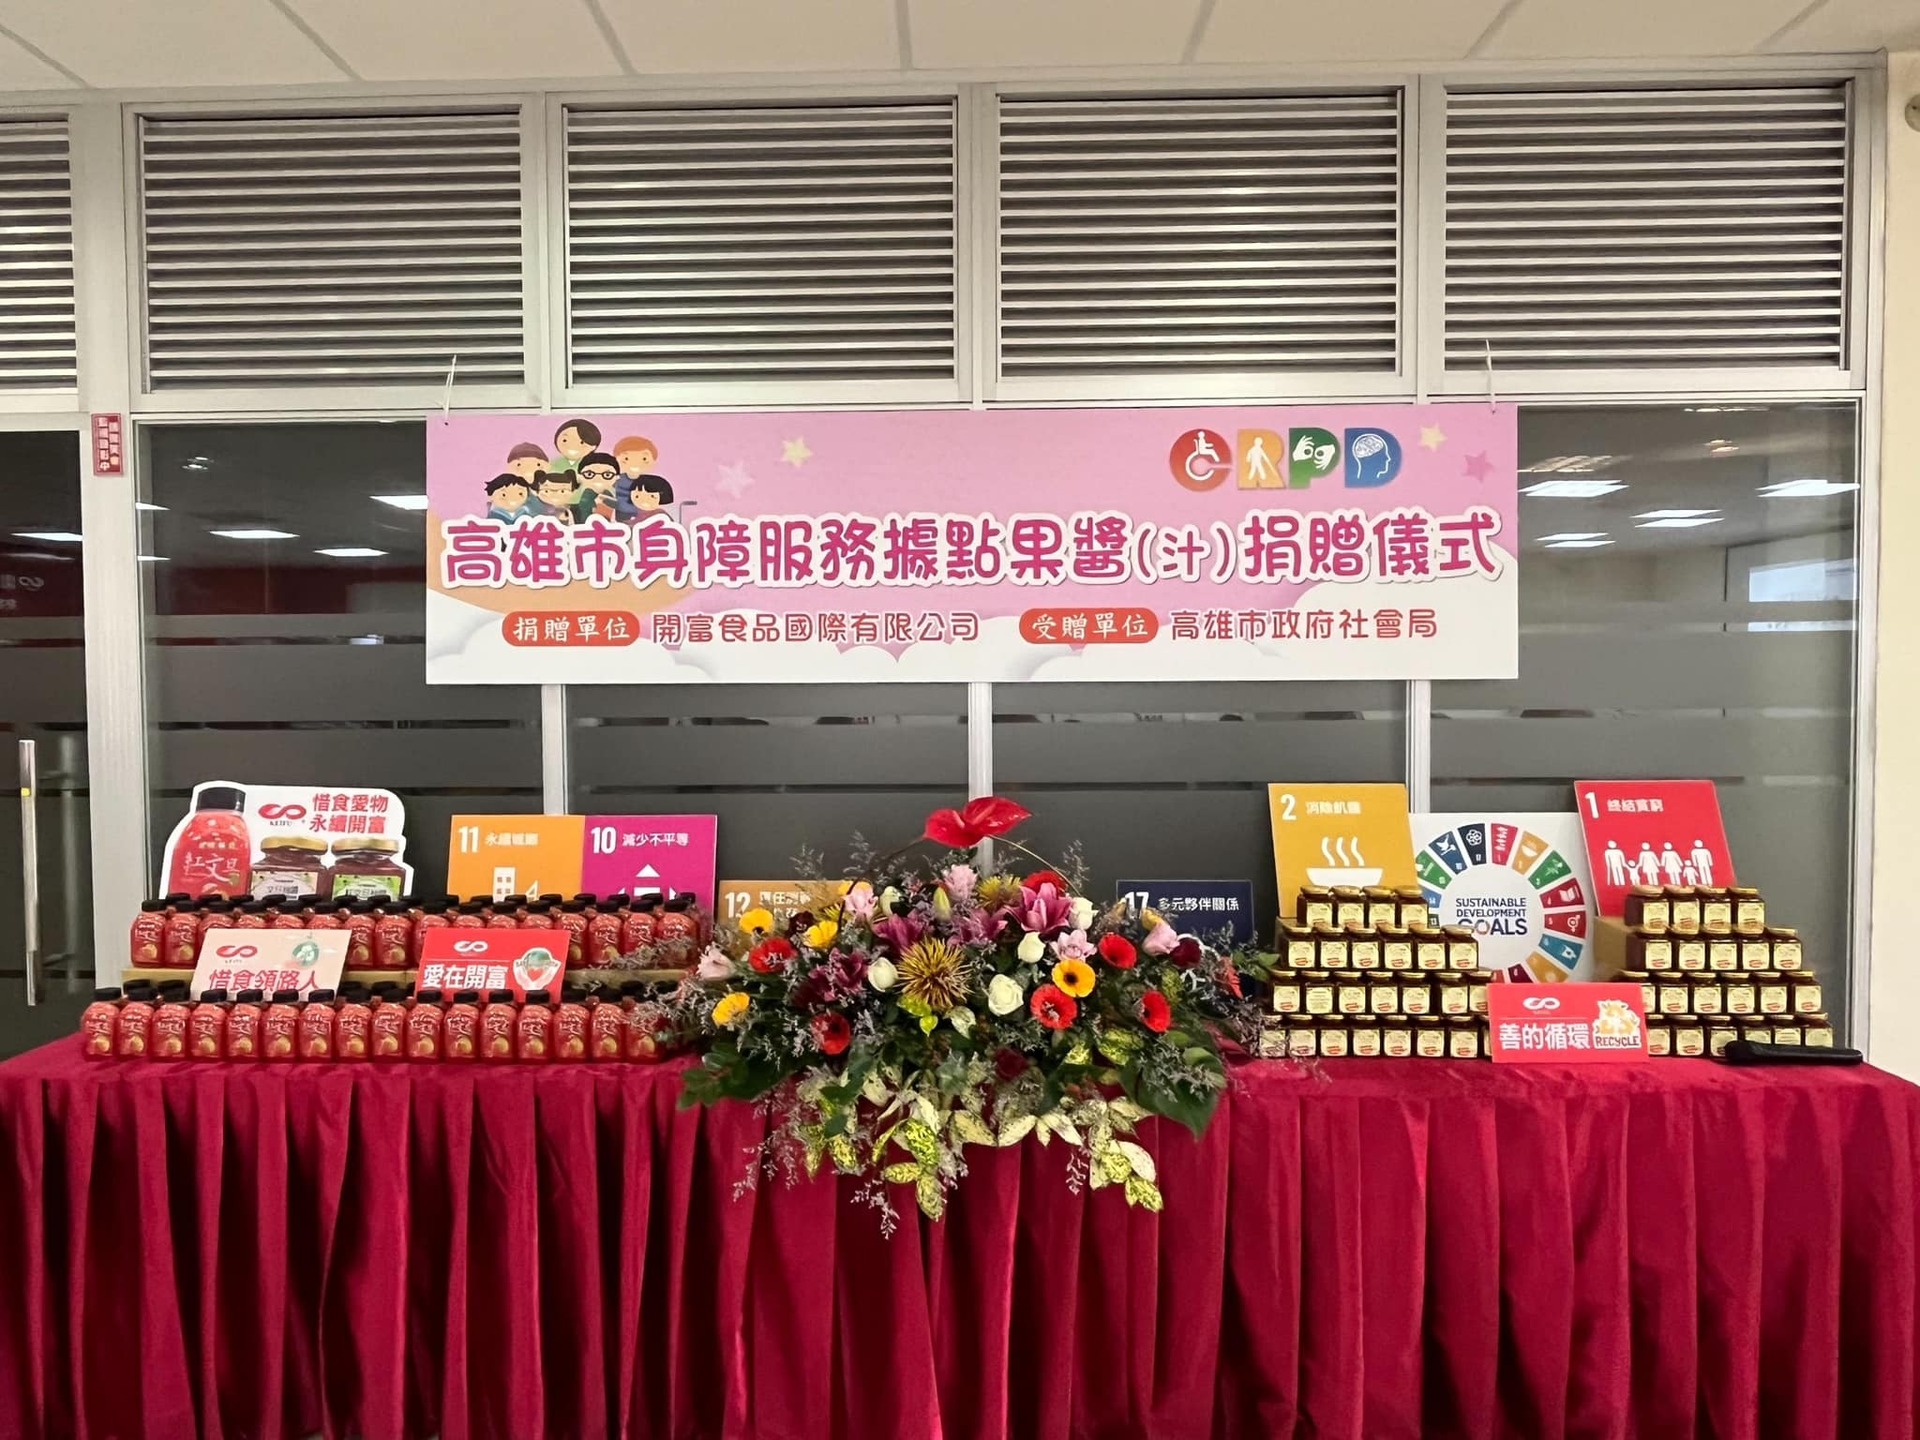 CRPD
高雄市身障服務據點果醬(汁)捐贈儀式
捐贈單位 開富食品國際有限公司 受贈單位 高雄市政府社會局
惜食愛物
永續開富
11
10 減少不平等
12
17 多元夥伴關係
2 消除飢餓
1 終結貧窮
SUSTAINABLE
DEVELOPMENT
GOALS
惜食領路人
愛在開富
善的循環
RECYCLE